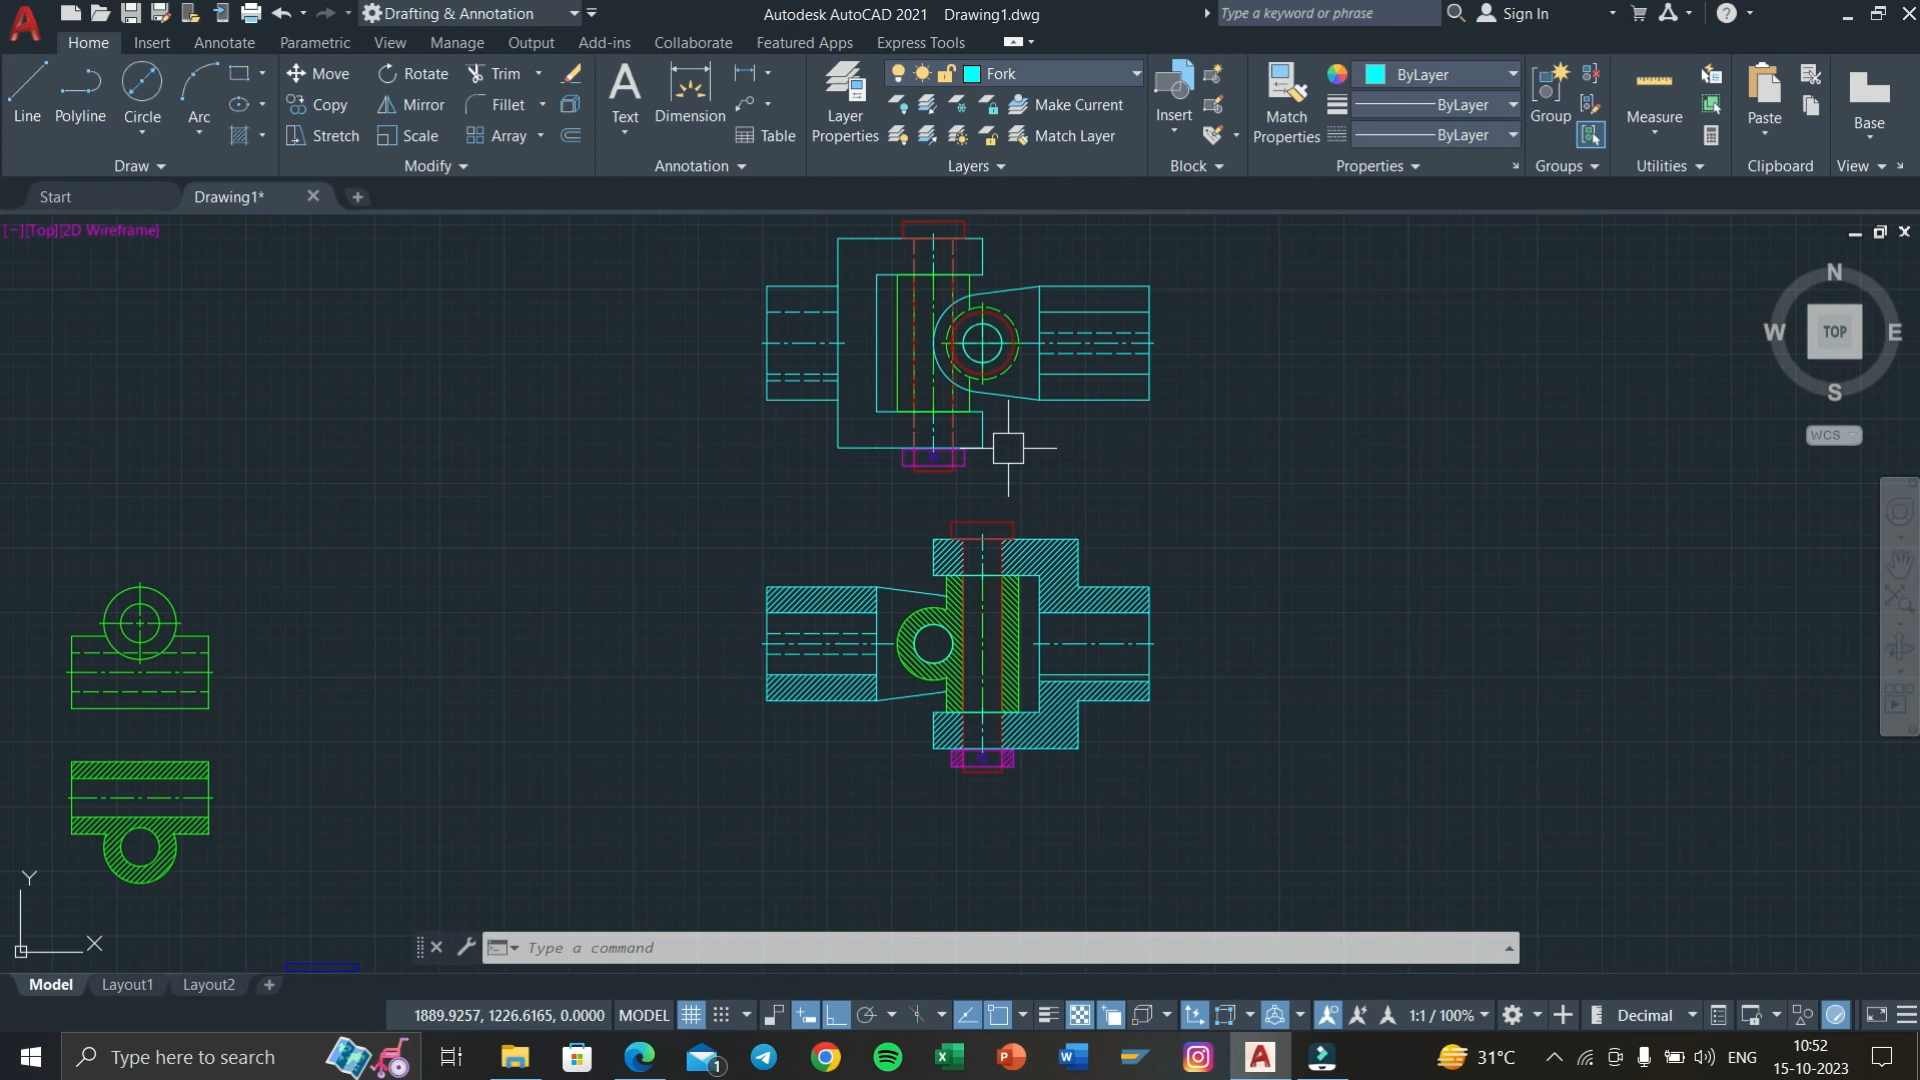 Drafting & Annotation
Autodesk AutoCAD 2021 Drawing1.dwg
Type a keyword or phrase
Sign In
Home Insert Annotate Parametric View Manage Output Add-ins Collaborate Featured Apps Express Tools
Line Polyline Circle Arc
Move Rotate Trim
Copy Mirror Fillet
Stretch Scale Array
Text Dimension Table
Layer Properties
Fork
Make Current
Match Layer
Insert
Match Properties
ByLayer
ByLayer
ByLayer
Group Measure Paste Base
Draw Modify Annotation Layers Block Properties Groups Utilities Clipboard View
Start Drawing1*
[−][Top][2D Wireframe]
N
W TOP E
S
WCS
Y
X
Type a command
Model Layout1 Layout2
1889.9257, 1226.6165, 0.0000 MODEL 1:1 / 100% Decimal
Type here to search
1
31°C ENG
10:52
15-10-2023